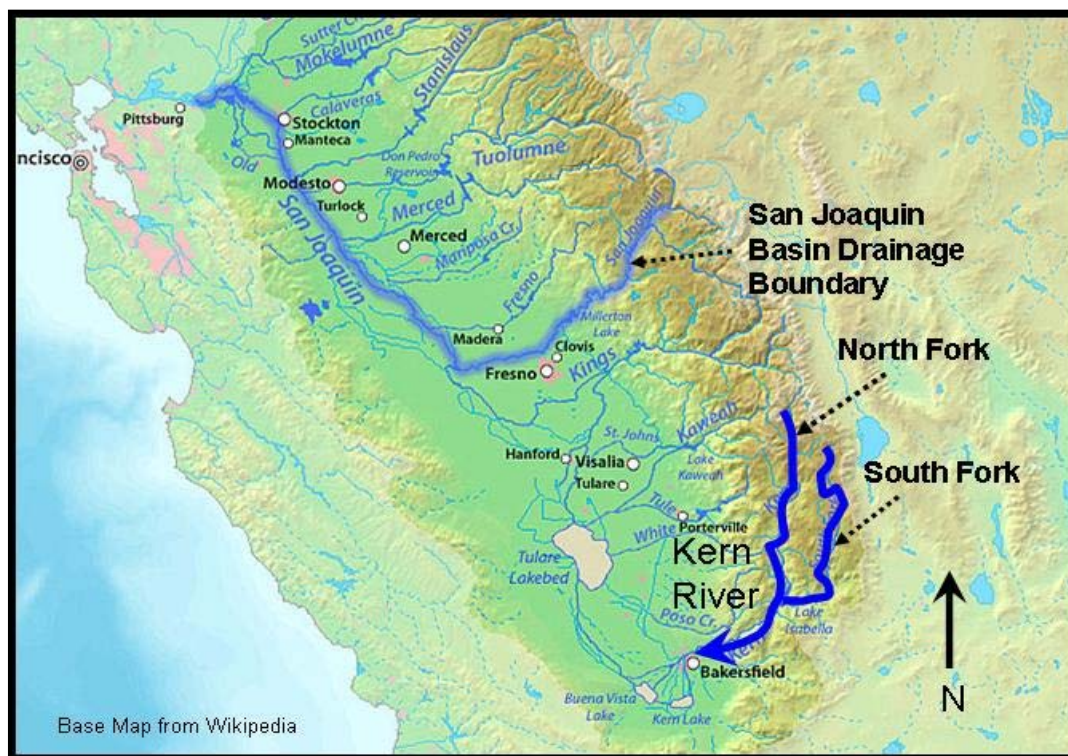 Sutter Cr.
Mokelumne
Stanislaus
Calaveras
Pittsburg
Stockton
Manteca
ncisco
Old
Don Pedro
Reservoir
Tuolumne
Modesto
Turlock
Merced
Merced
Mariposa Cr.
San Joaquin
San Joaquin
San Joaquin
Basin Drainage
Boundary
Fresno
Millerton
Lake
Madera
Clovis
Fresno
Kings
North Fork
Kaweah
St. Johns
Hanford
Visalia
Lake
Kaweah
Tulare
South Fork
Tule
Porterville
White
Tulare
Lakebed
Kern
River
Poso Cr.
Lake
Isabella
Kern
Bakersfield
Buena Vista
Lake
Kern Lake
N
Base Map from Wikipedia